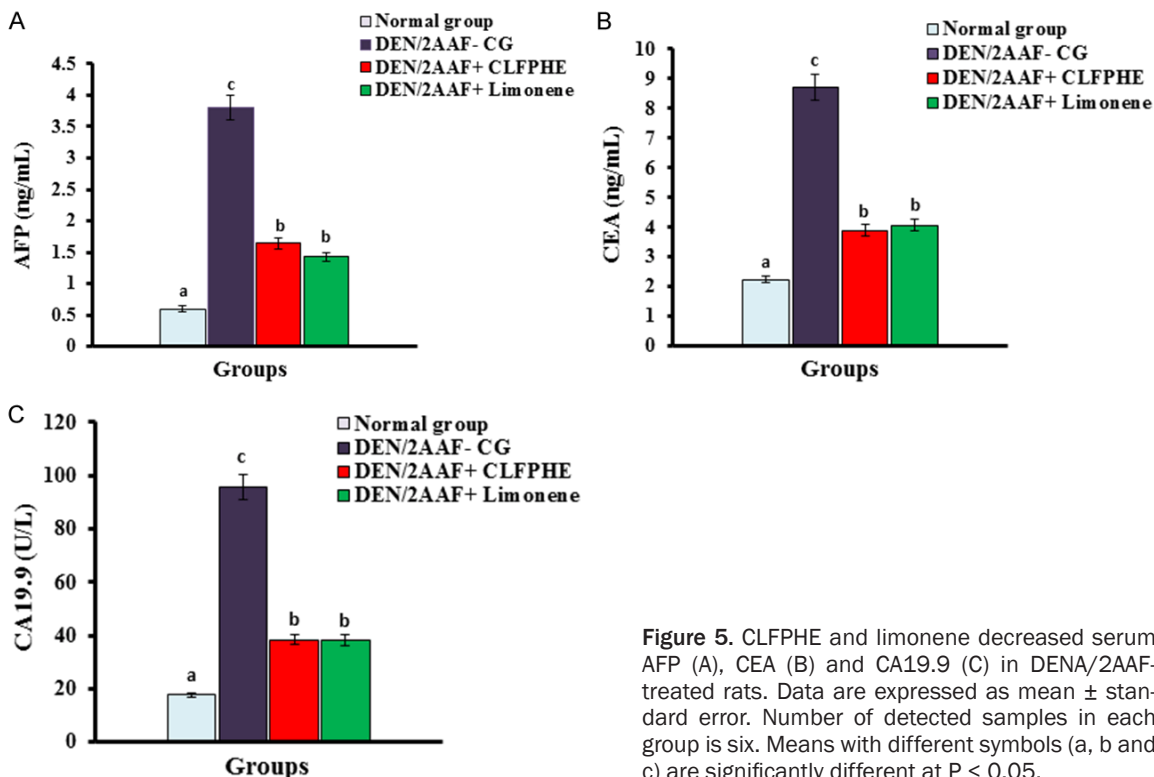 A
Normal group
DEN/2AAF- CG
DEN/2AAF+ CLFPHE
DEN/2AAF+ Limonene
4.5
4
3.5
3
2.5
2
1.5
1
0.5
0
AFP (ng/mL)
a
c
b
b
Groups
B
Normal group
DEN/2AAF- CG
DEN/2AAF+ CLFPHE
DEN/2AAF+ Limonene
10
9
8
7
6
5
4
3
2
1
0
CEA (ng/mL)
a
c
b
b
Groups
C
Normal group
DEN/2AAF- CG
DEN/2AAF+ CLFPHE
DEN/2AAF+ Limonene
120
100
80
60
40
20
0
CA19.9 (U/L)
a
c
b
b
Groups
Figure 5. CLFPHE and limonene decreased serum
AFP (A), CEA (B) and CA19.9 (C) in DENA/2AAF-
treated rats. Data are expressed as mean ± stan-
dard error. Number of detected samples in each
group is six. Means with different symbols (a, b and
c) are significantly different at P < 0.05.